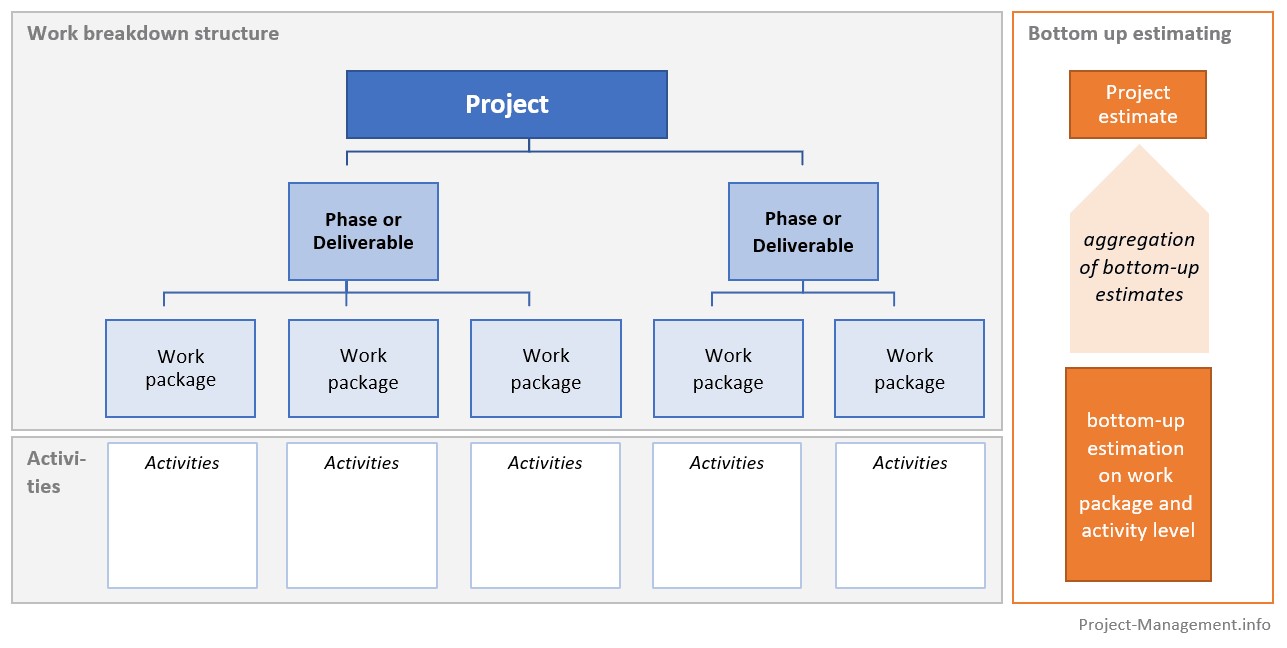 Work breakdown structure
Project
Phase or
Deliverable
Phase or
Deliverable
Work
package
Work
package
Work
package
Work
package
Work
package
Activi-
ties
Activities
Activities
Activities
Activities
Activities
Bottom up estimating
Project
estimate
aggregation
of bottom-up
estimates
bottom-up
estimation
on work
package and
activity level
Project-Management.info